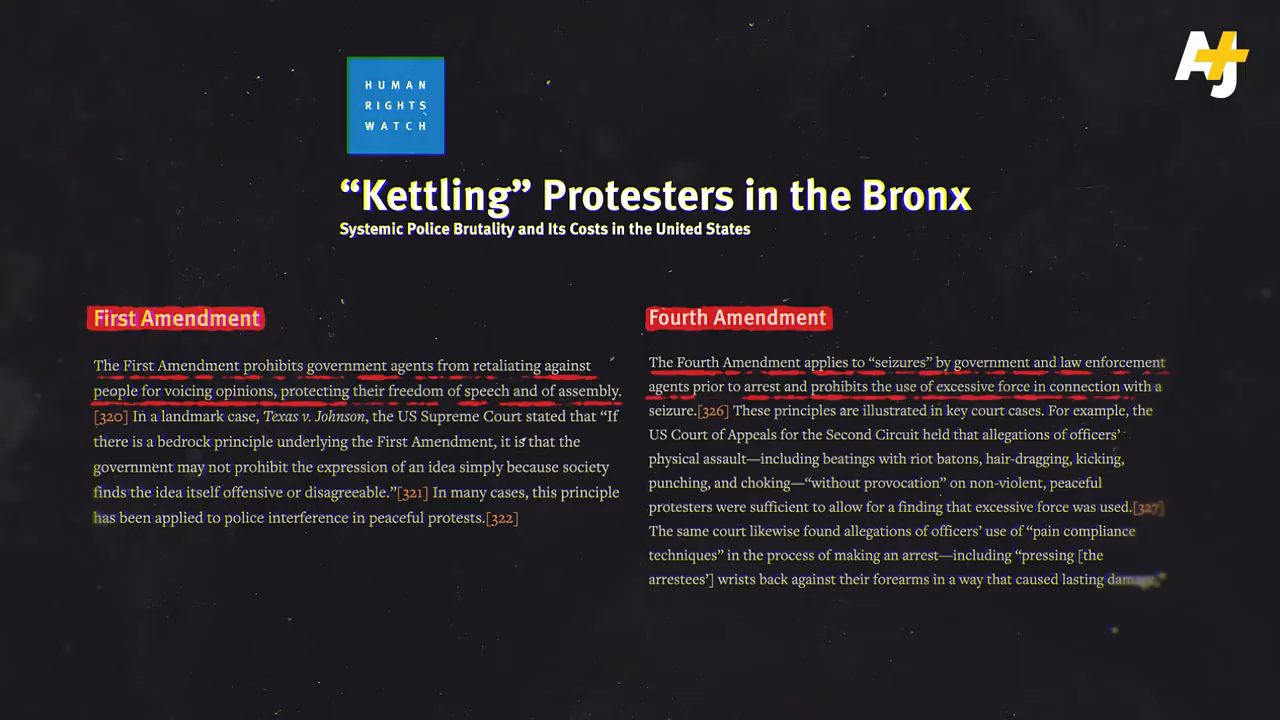 AJ+
HUMAN
RIGHTS
WATCH
“Kettling” Protesters in the Bronx
Systemic Police Brutality and Its Costs in the United States
First Amendment
The First Amendment prohibits government agents from retaliating against
people for voicing opinions, protecting their freedom of speech and of assembly.
[320] In a landmark case, Texas v. Johnson, the US Supreme Court stated that “If
there is a bedrock principle underlying the First Amendment, it is that the
government may not prohibit the expression of an idea simply because society
finds the idea itself offensive or disagreeable.”[321] In many cases, this principle
has been applied to police interference in peaceful protests.[322]
Fourth Amendment
The Fourth Amendment applies to “seizures” by government and law enforcement
agents prior to arrest and prohibits the use of excessive force in connection with a
seizure.[326] These principles are illustrated in key court cases. For example, the
US Court of Appeals for the Second Circuit held that allegations of officers’
physical assault—including beatings with riot batons, hair-dragging, kicking,
punching, and choking—“without provocation” on non-violent, peaceful
protesters were sufficient to allow for a finding that excessive force was used.[327]
The same court likewise found allegations of officers’ use of “pain compliance
techniques” in the process of making an arrest—including “pressing [the
arrestees’] wrists back against their forearms in a way that caused lasting damage,”